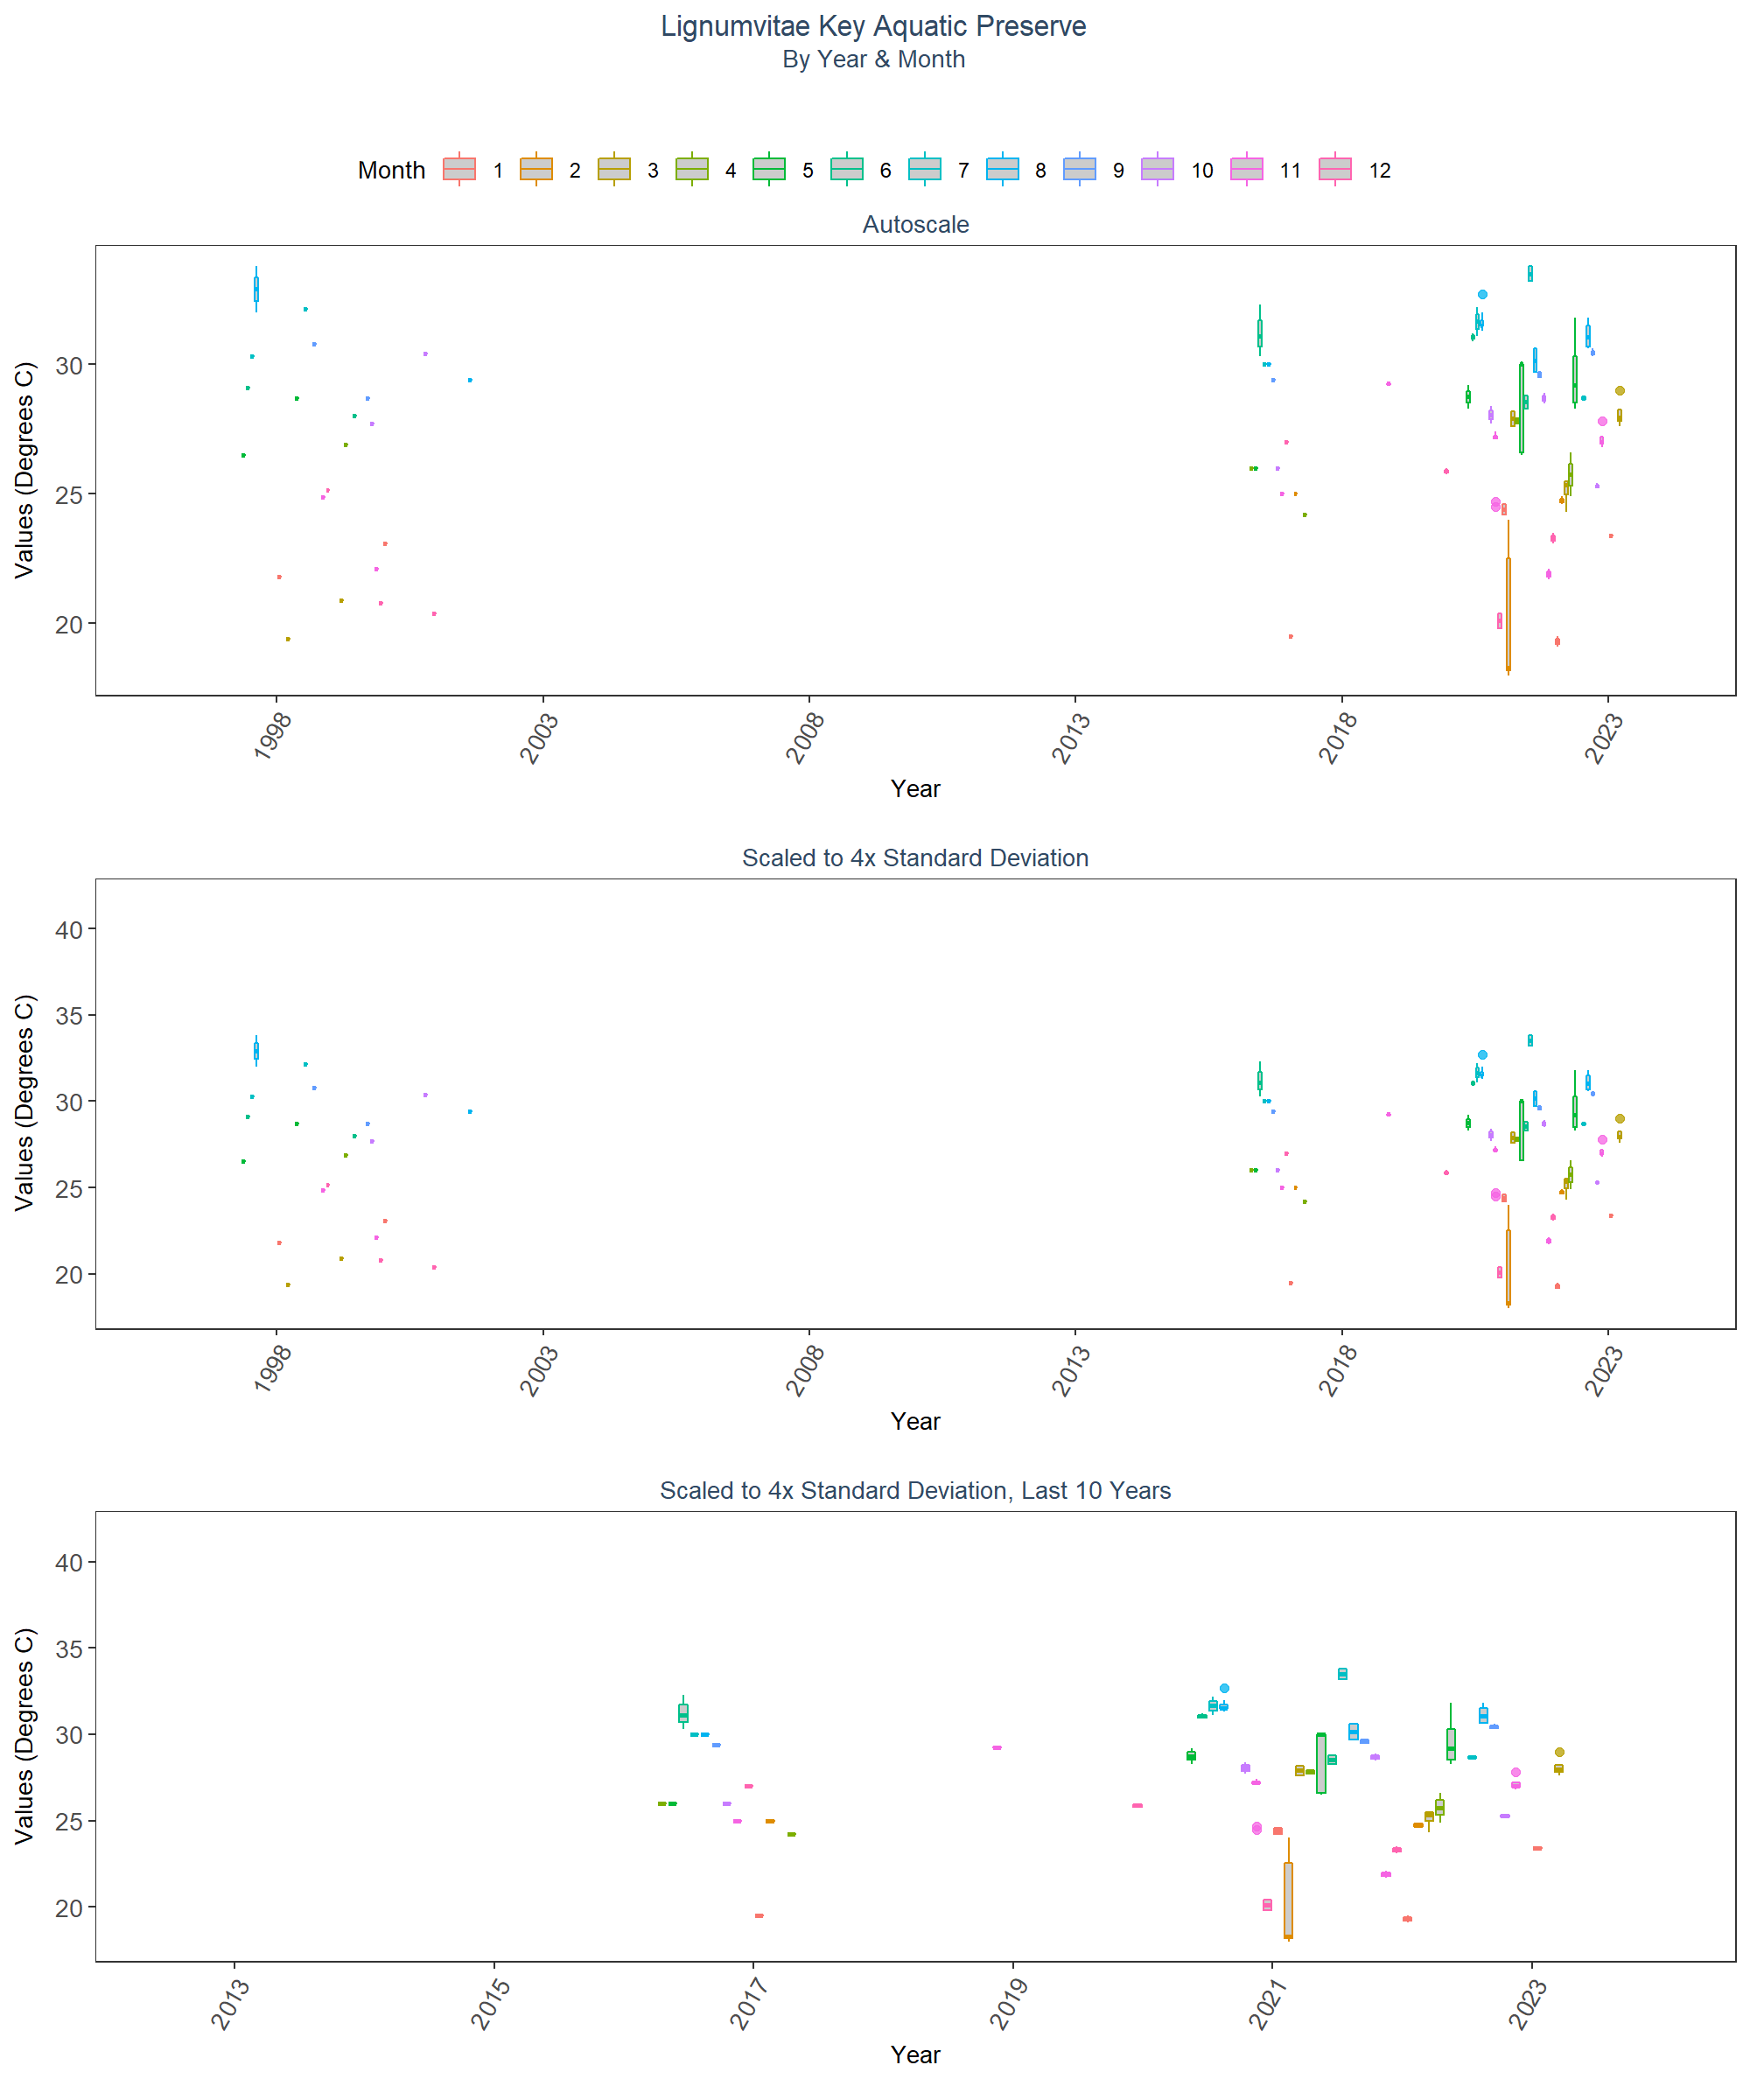 Lignumvitae Key Aquatic Preserve
By Year & Month
Month 1 2 3 4 5 6 7 8 9 10 11 12
Autoscale
Values (Degrees C)
30
25
20
1998 2003 2008 2013 2018 2023
Year
Scaled to 4x Standard Deviation
Values (Degrees C)
40
35
30
25
20
1998 2003 2008 2013 2018 2023
Year
Scaled to 4x Standard Deviation, Last 10 Years
Values (Degrees C)
40
35
30
25
20
2013 2015 2017 2019 2021 2023
Year